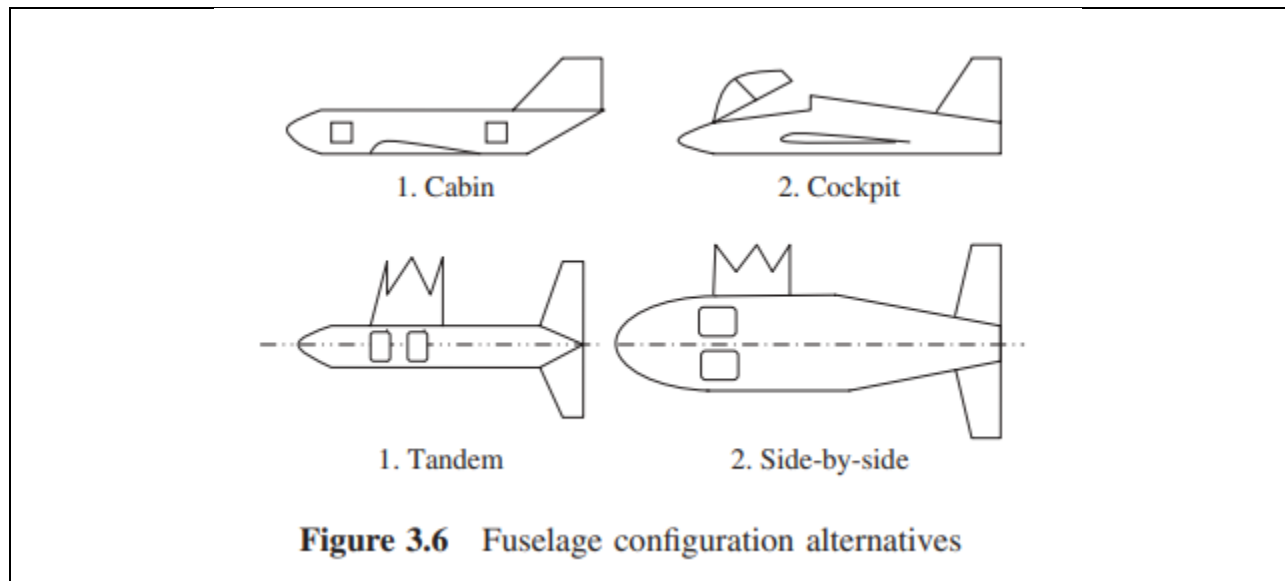 1. Cabin
2. Cockpit
1. Tandem
2. Side-by-side
Figure 3.6 Fuselage configuration alternatives